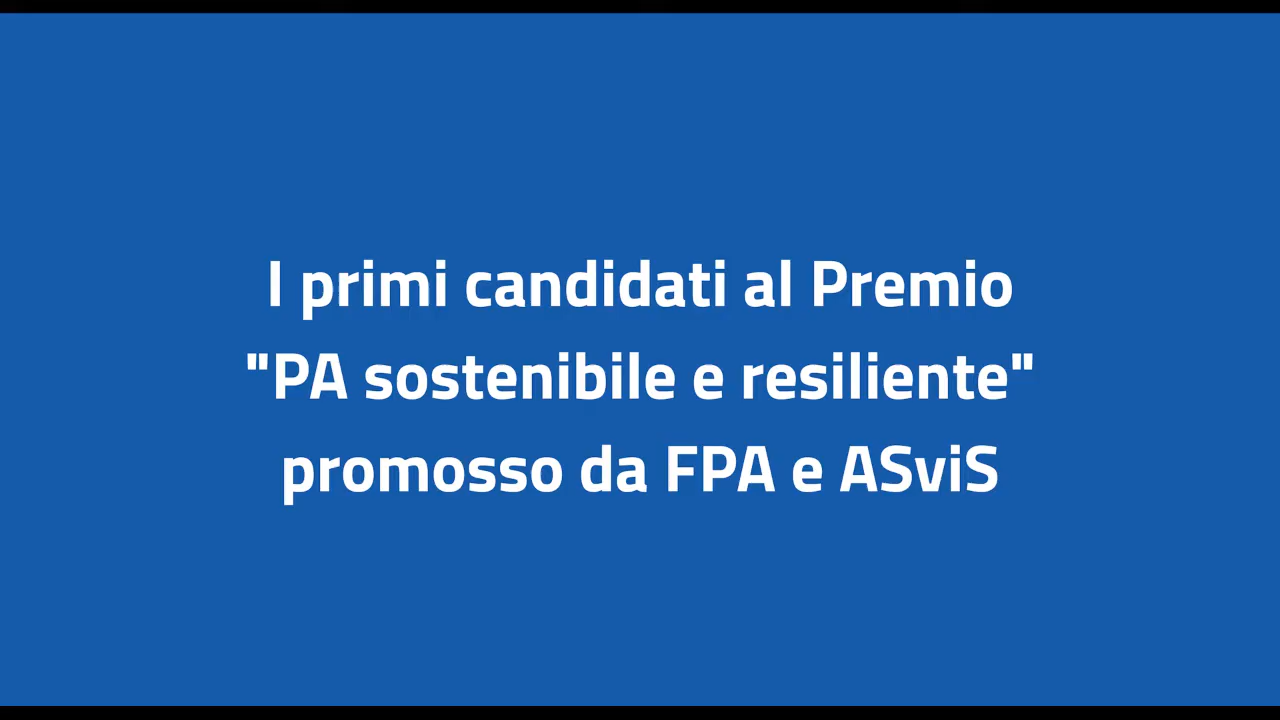 I primi candidati al Premio
"PA sostenibile e resiliente"
promosso da FPA e ASviS